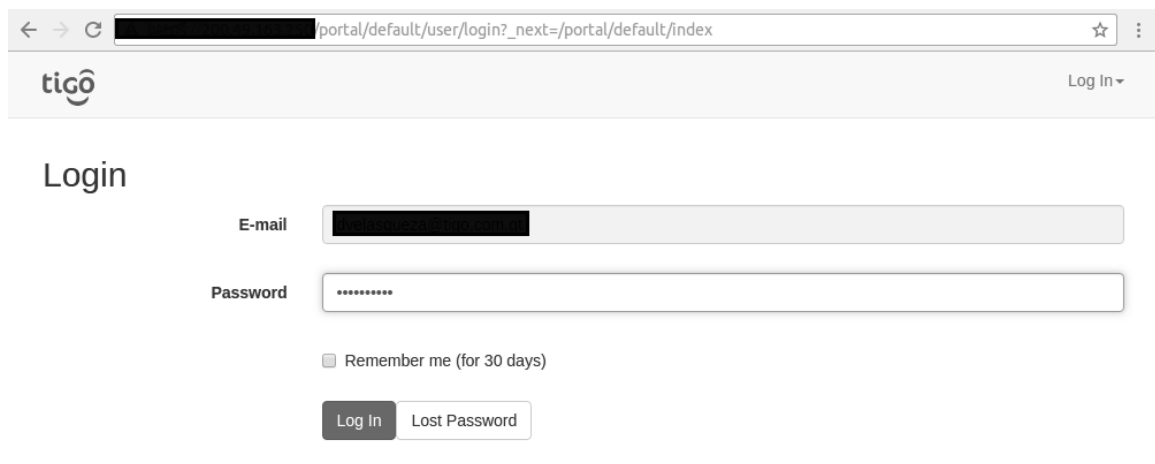 /portal/default/user/login?_next=/portal/default/index
tigô
Log In
Login
E-mail
Password
••••••••••
Remember me (for 30 days)
Log In
Lost Password